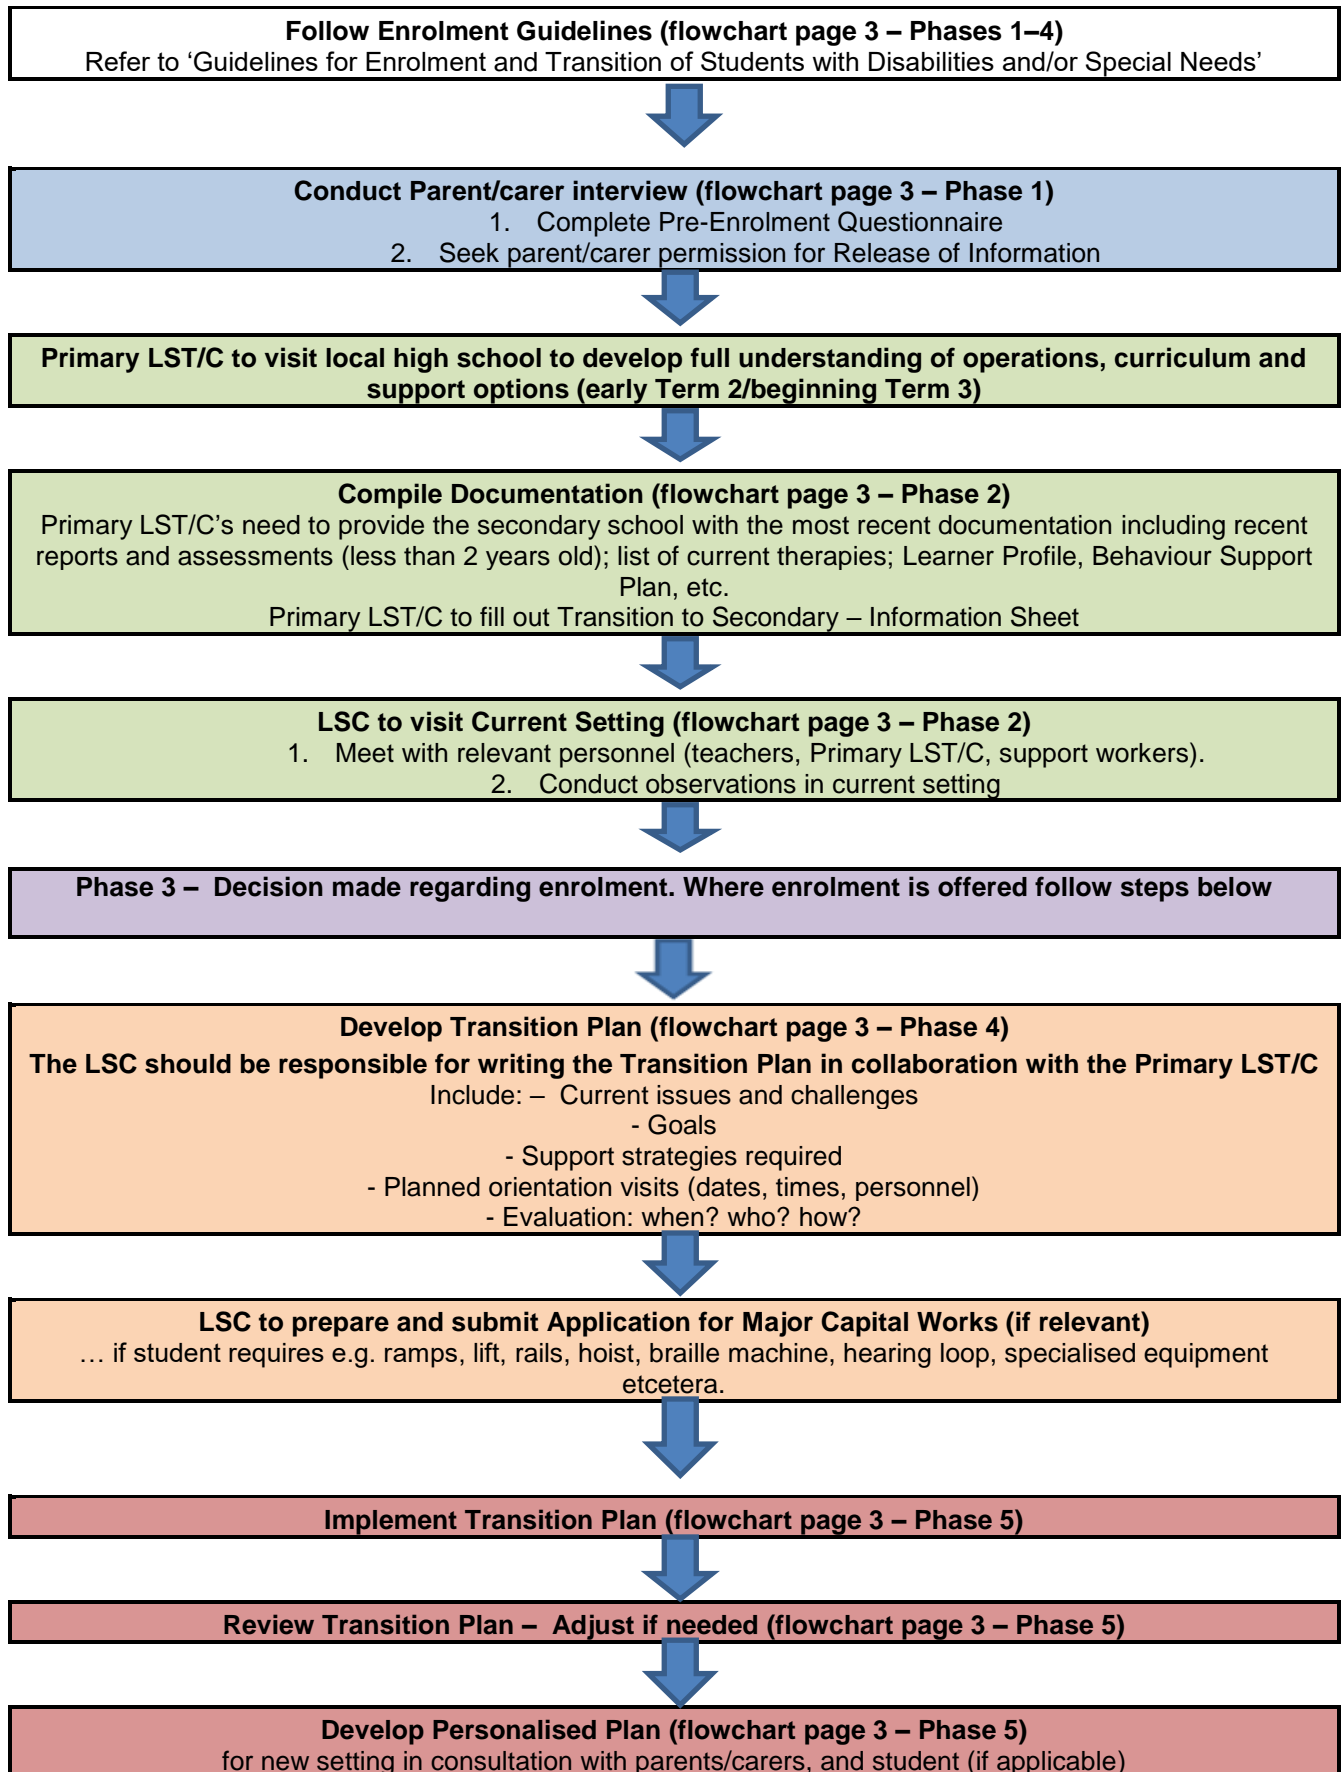 Follow Enrolment Guidelines (flowchart page 3 – Phases 1–4)
Refer to ‘Guidelines for Enrolment and Transition of Students with Disabilities and/or Special Needs’
Conduct Parent/carer interview (flowchart page 3 – Phase 1)
1. Complete Pre-Enrolment Questionnaire
2. Seek parent/carer permission for Release of Information
Primary LST/C to visit local high school to develop full understanding of operations, curriculum and
support options (early Term 2/beginning Term 3)
Compile Documentation (flowchart page 3 – Phase 2)
Primary LST/C’s need to provide the secondary school with the most recent documentation including recent
reports and assessments (less than 2 years old); list of current therapies; Learner Profile, Behaviour Support
Plan, etc.
Primary LST/C to fill out Transition to Secondary – Information Sheet
LSC to visit Current Setting (flowchart page 3 – Phase 2)
1. Meet with relevant personnel (teachers, Primary LST/C, support workers).
2. Conduct observations in current setting
Phase 3 – Decision made regarding enrolment. Where enrolment is offered follow steps below
Develop Transition Plan (flowchart page 3 – Phase 4)
The LSC should be responsible for writing the Transition Plan in collaboration with the Primary LST/C
Include: – Current issues and challenges
- Goals
- Support strategies required
- Planned orientation visits (dates, times, personnel)
- Evaluation: when? who? how?
LSC to prepare and submit Application for Major Capital Works (if relevant)
… if student requires e.g. ramps, lift, rails, hoist, braille machine, hearing loop, specialised equipment
etcetera.
Implement Transition Plan (flowchart page 3 – Phase 5)
Review Transition Plan – Adjust if needed (flowchart page 3 – Phase 5)
Develop Personalised Plan (flowchart page 3 – Phase 5)
for new setting in consultation with parents/carers, and student (if applicable)